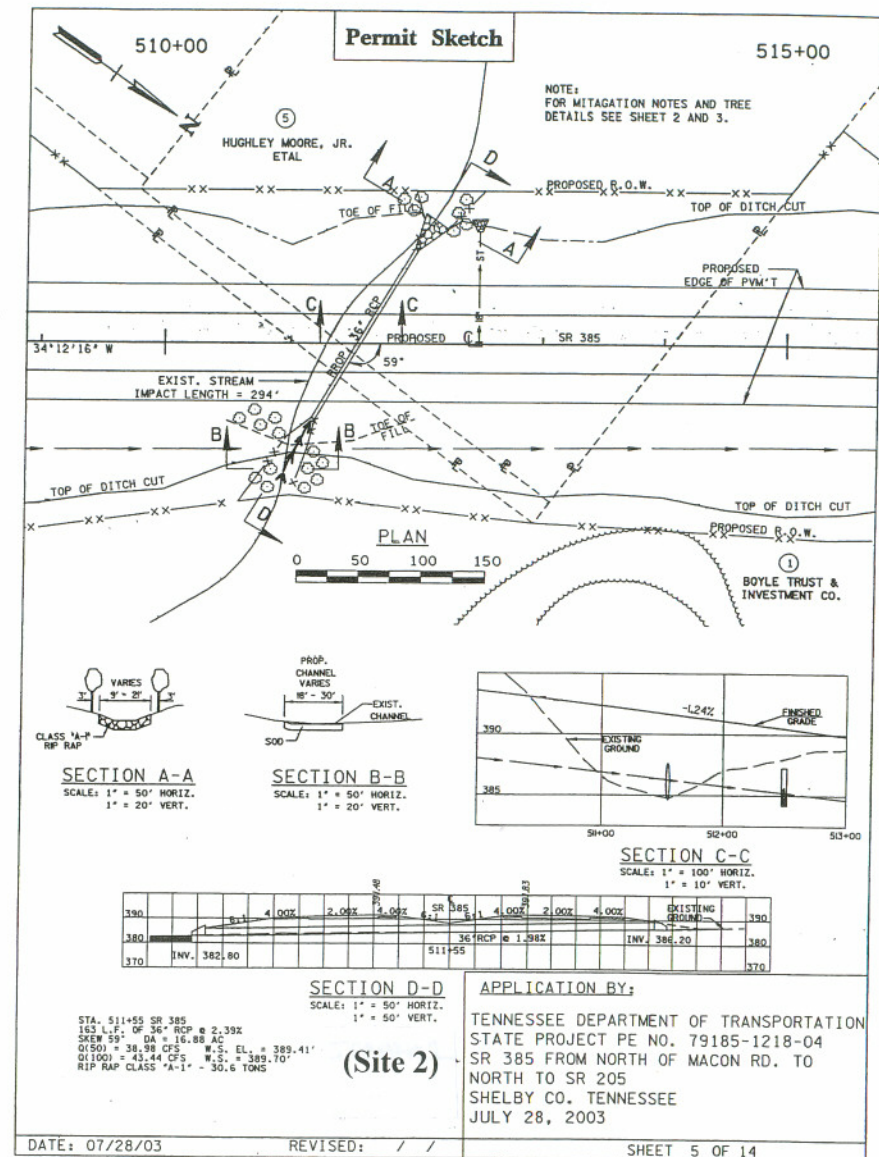 Permit Sketch
510+00
515+00
N
NOTE:
FOR MITAGATION NOTES AND TREE
DETAILS SEE SHEET 2 AND 3.
5
HUGHLEY MOORE, JR.
ETAL
A
D
PROPOSED R.O.W.
TOE OF FILL
TOP OF DITCH CUT
A
PROPOSED
EDGE OF PVM'T
C
C
PROP. 36" RCP
PROPOSED
SR 385
34°12'16" W
59°
EXIST. STREAM
IMPACT LENGTH = 294'
B
B
TOE OF
FILL
TOP OF DITCH CUT
TOP OF DITCH CUT
D
PROPOSED R.O.W.
PLAN
0 50 100 150
1
BOYLE TRUST &
INVESTMENT CO.
VARIES
9' - 21'
3'
3'
CLASS "A-1"
RIP RAP
SECTION A-A
SCALE: 1" = 50' HORIZ.
1" = 20' VERT.
PROP.
CHANNEL
VARIES
18' - 30'
EXIST.
CHANNEL
SOD
SECTION B-B
SCALE: 1" = 50' HORIZ.
1" = 20' VERT.
-1.24%
FINISHED
GRADE
390
EXISTING
GROUND
385
511+00
512+00
513+00
SECTION C-C
SCALE: 1" = 100' HORIZ.
1" = 10' VERT.
391.48
391.83
390
6:1
4.00%
2.00%
4.00%
6:1
SR 385
6:1
4.00%
2.00%
4.00%
EXISTING
GROUND
390
380
36"RCP @ 1.98%
380
370
INV. 382.80
511+55
INV. 386.20
370
SECTION D-D
SCALE: 1" = 50' HORIZ.
1" = 50' VERT.
STA. 511+55 SR 385
163 L.F. OF 36" RCP @ 2.39%
SKEW 59° DA = 16.88 AC
Q(50) = 38.98 CFS W.S. EL. = 389.41'
Q(100) = 43.44 CFS W.S. = 389.70'
RIP RAP CLASS "A-1" - 30.6 TONS
(Site 2)
APPLICATION BY:
TENNESSEE DEPARTMENT OF TRANSPORTATION
STATE PROJECT PE NO. 79185-1218-04
SR 385 FROM NORTH OF MACON RD. TO
NORTH TO SR 205
SHELBY CO. TENNESSEE
JULY 28, 2003
DATE: 07/28/03
REVISED: / /
SHEET 5 OF 14